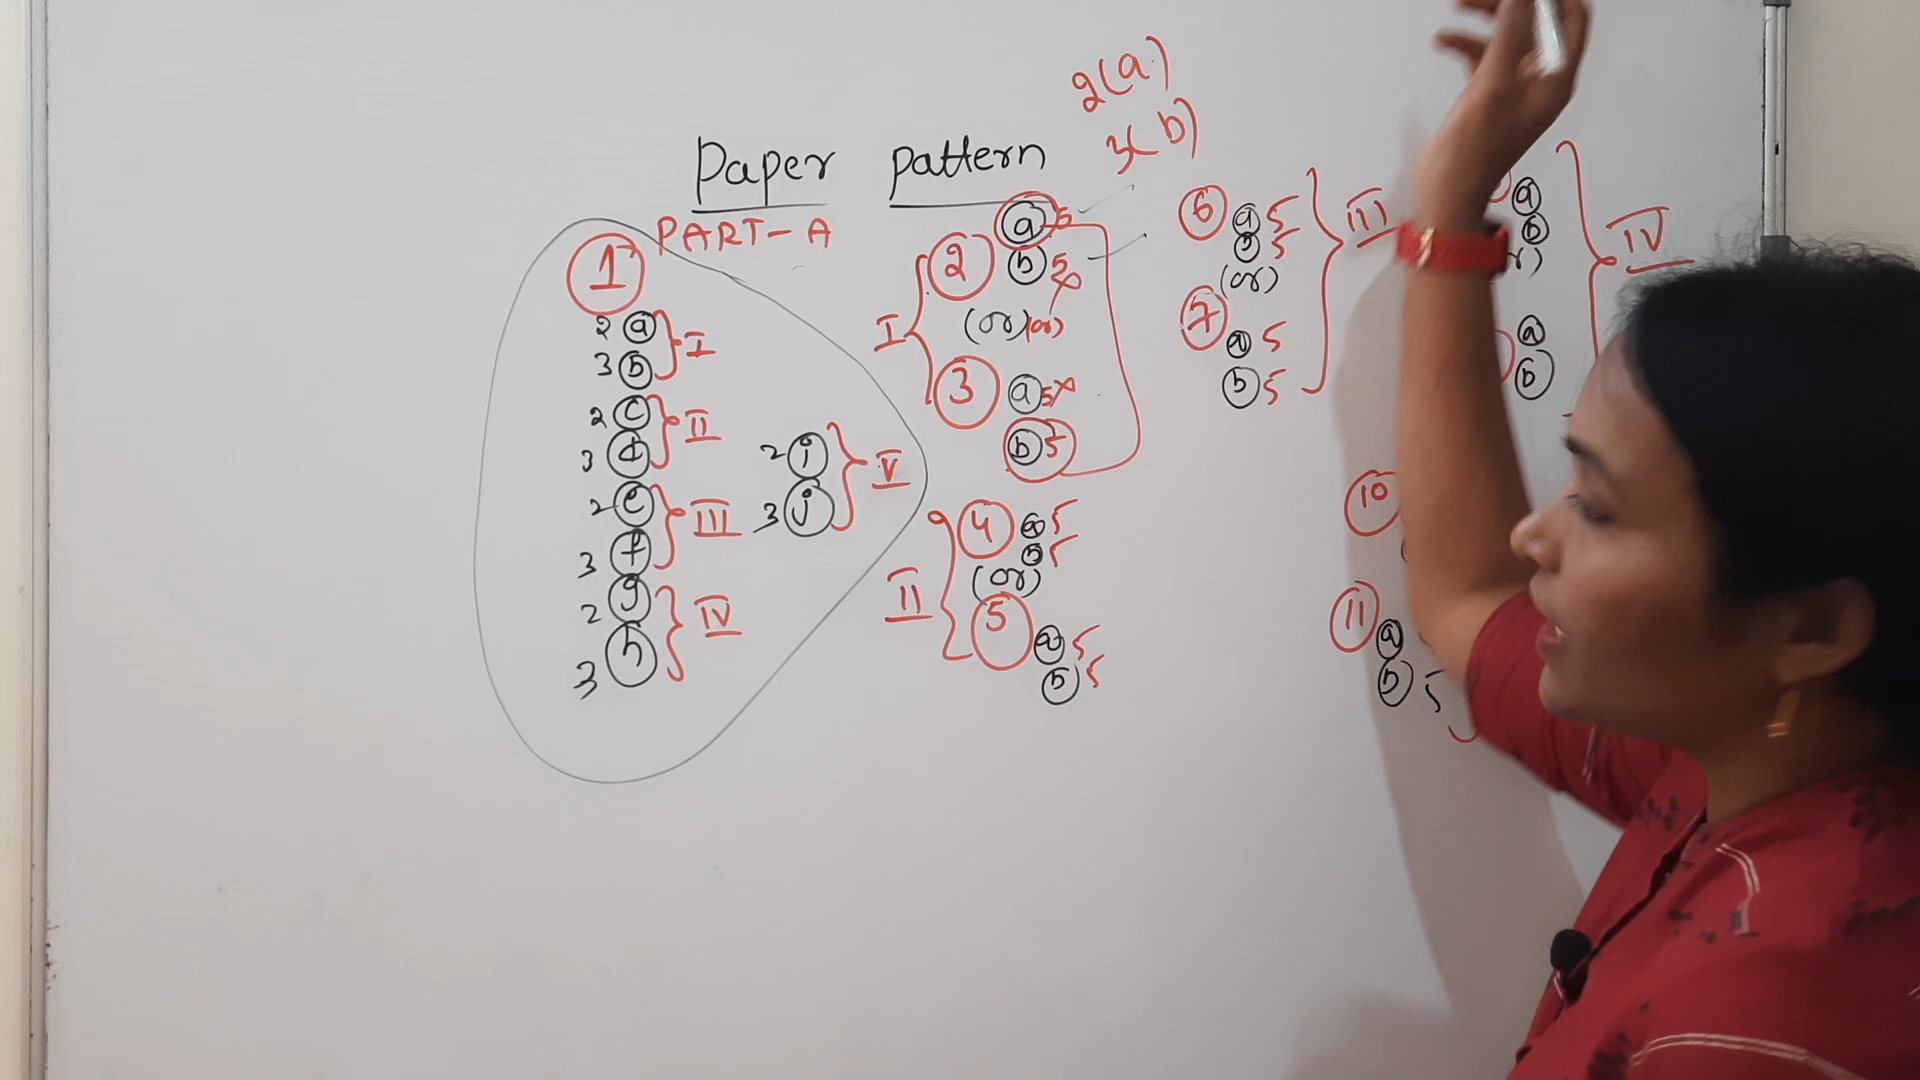 2(a)
3(b)
Paper pattern
PART-A
1
2 a } I
3 b
2 c } II
3 d
2 e } III
3 f
2 g } IV
3 h
2 i } V
3 j
I { 2 a 5
b 5
(or) (or)
3 a 5
b 5
II { 4 a 5
b 5
(or)
5 a 5
b 5
6 a 5 } III
b 5
(or)
7 a 5
b 5
a } IV
b
a
b
10
11 a
b 5